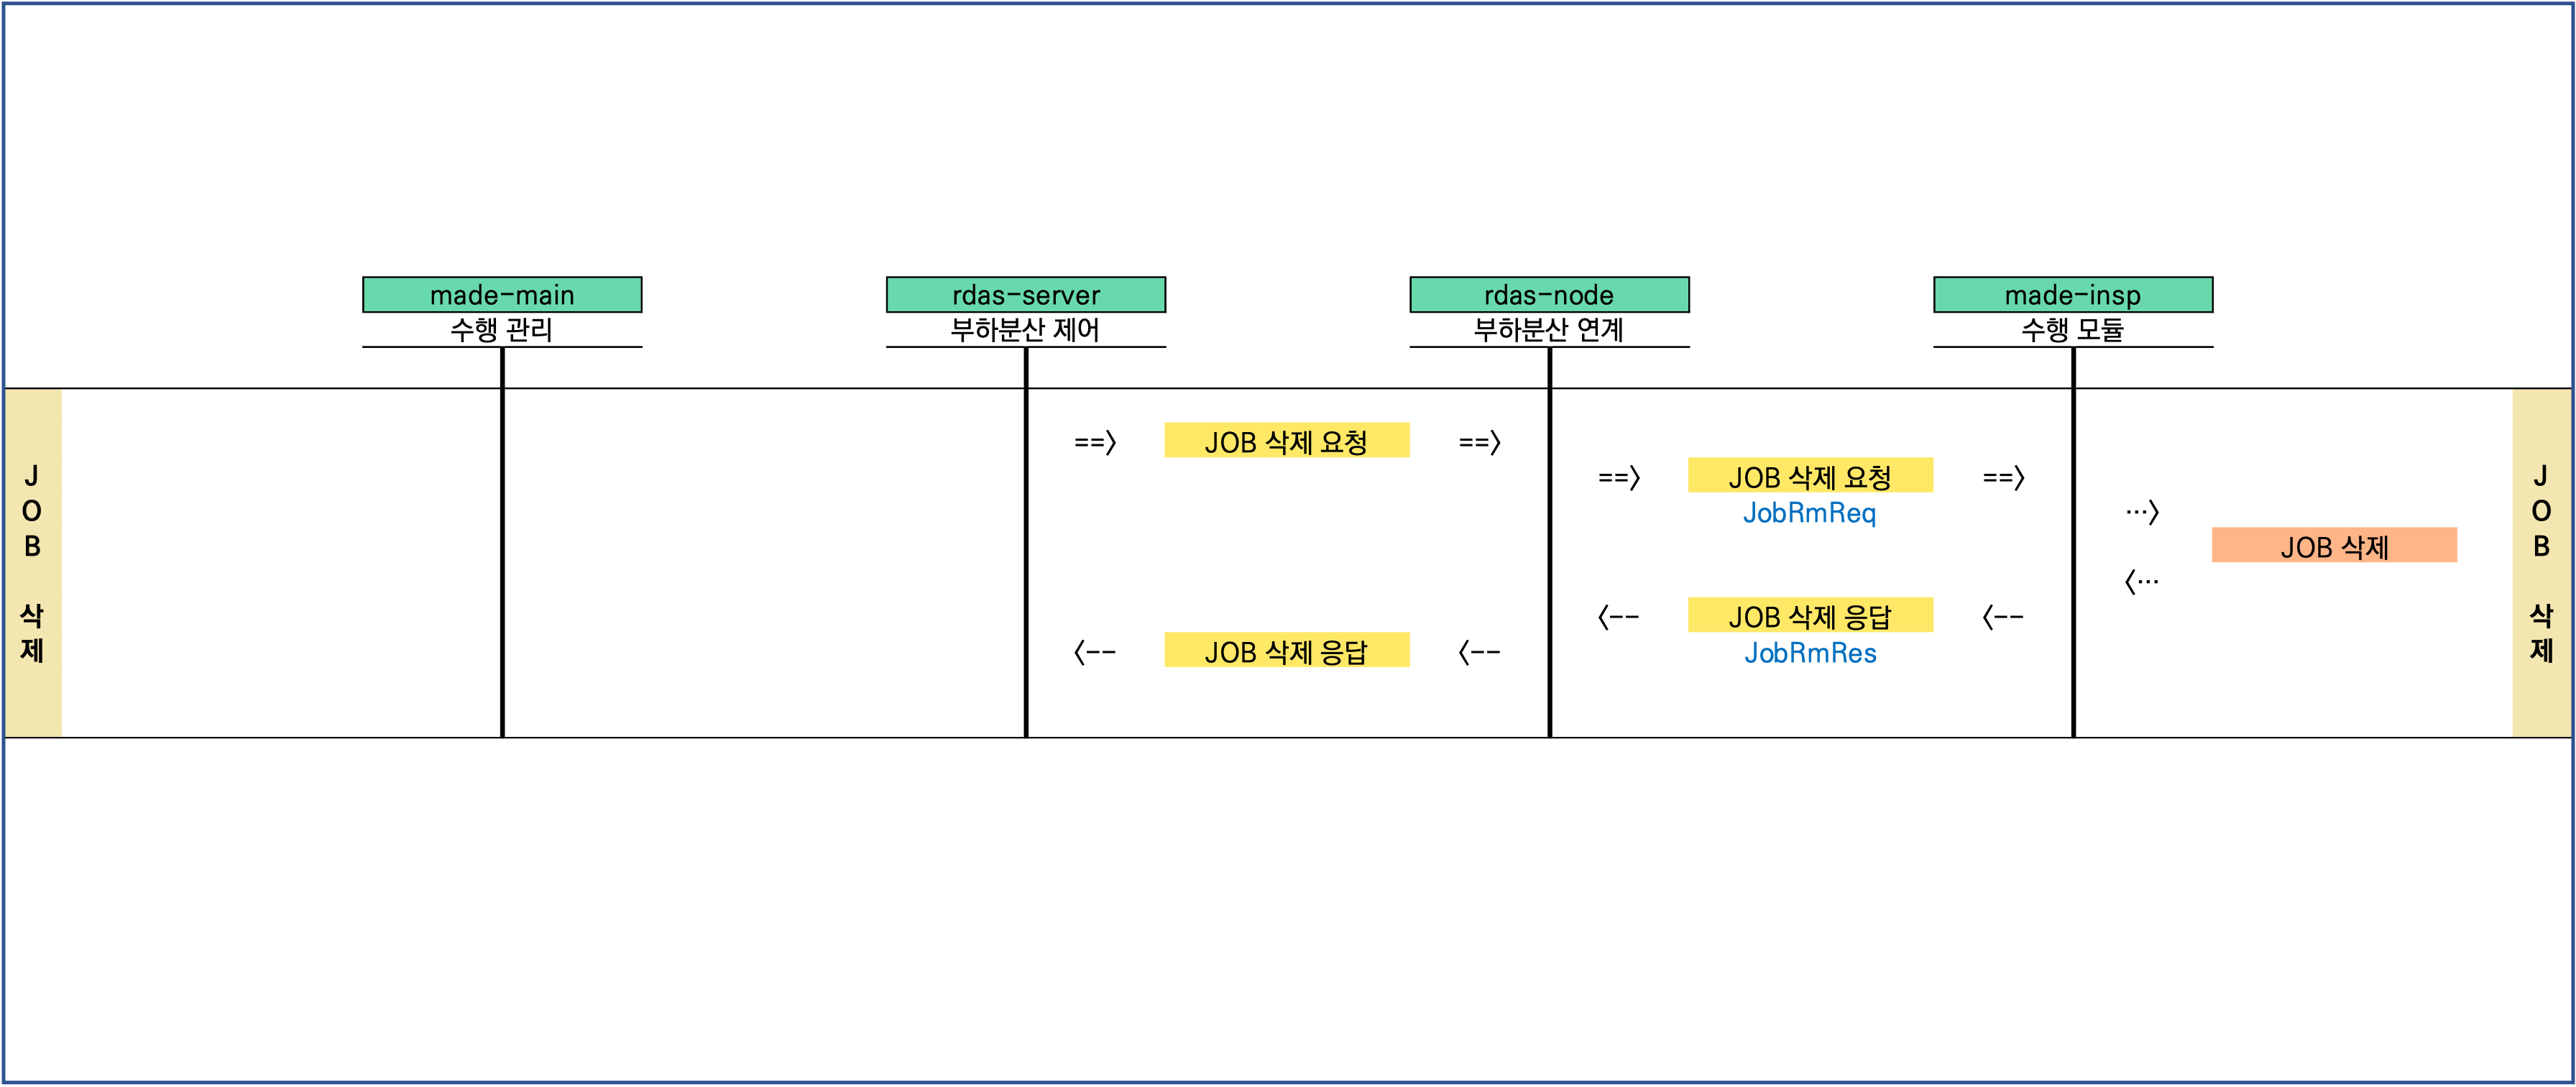 made-main rdas-server rdas-node made-insp
수행 관리 부하분산 제어 부하분산 연계 수행 모듈
==〉 JOB 삭제 요청 ==〉
J J
==〉 JOB 삭제 요청 ==〉
O O
JobRmReq …〉
B B
JOB 삭제
〈…
삭 삭
〈-- JOB 삭제 응답 〈--
제 제
〈-- JOB 삭제 응답 〈--
JobRmRes